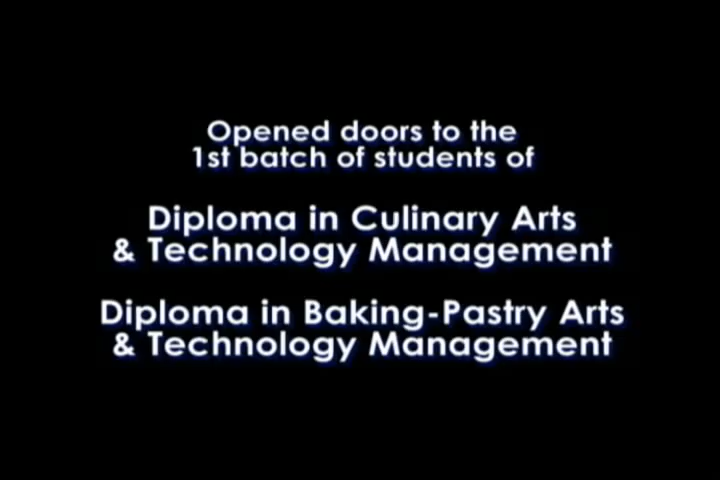 Opened doors to the
1st batch of students of
Diploma in Culinary Arts
& Technology Management
Diploma in Baking-Pastry Arts
& Technology Management